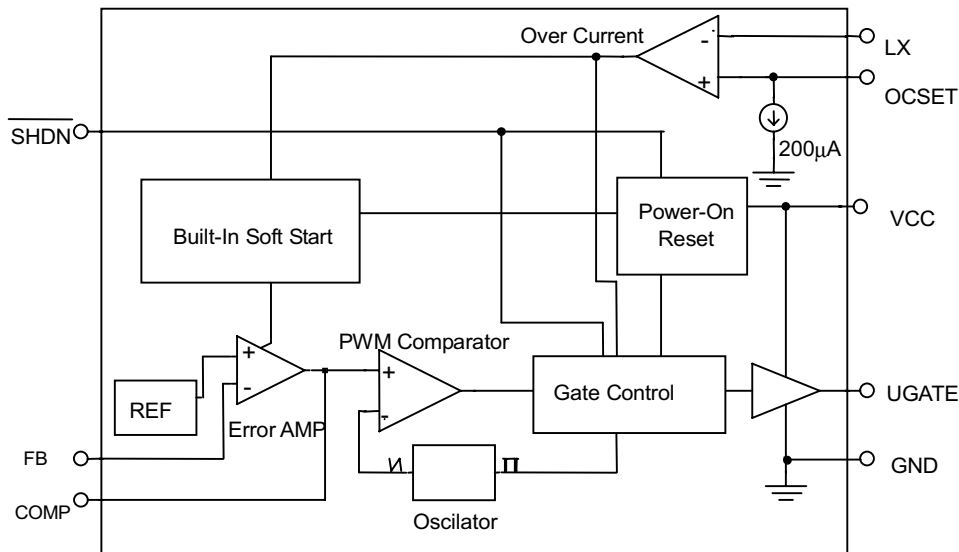 Over Current
-
+
LX
OCSET
200μA
SHDN
Built-In Soft Start
Power-On
Reset
VCC
PWM Comparator
+
-
REF
Error AMP
+
-
Gate Control
UGATE
FB
GND
COMP
Oscilator